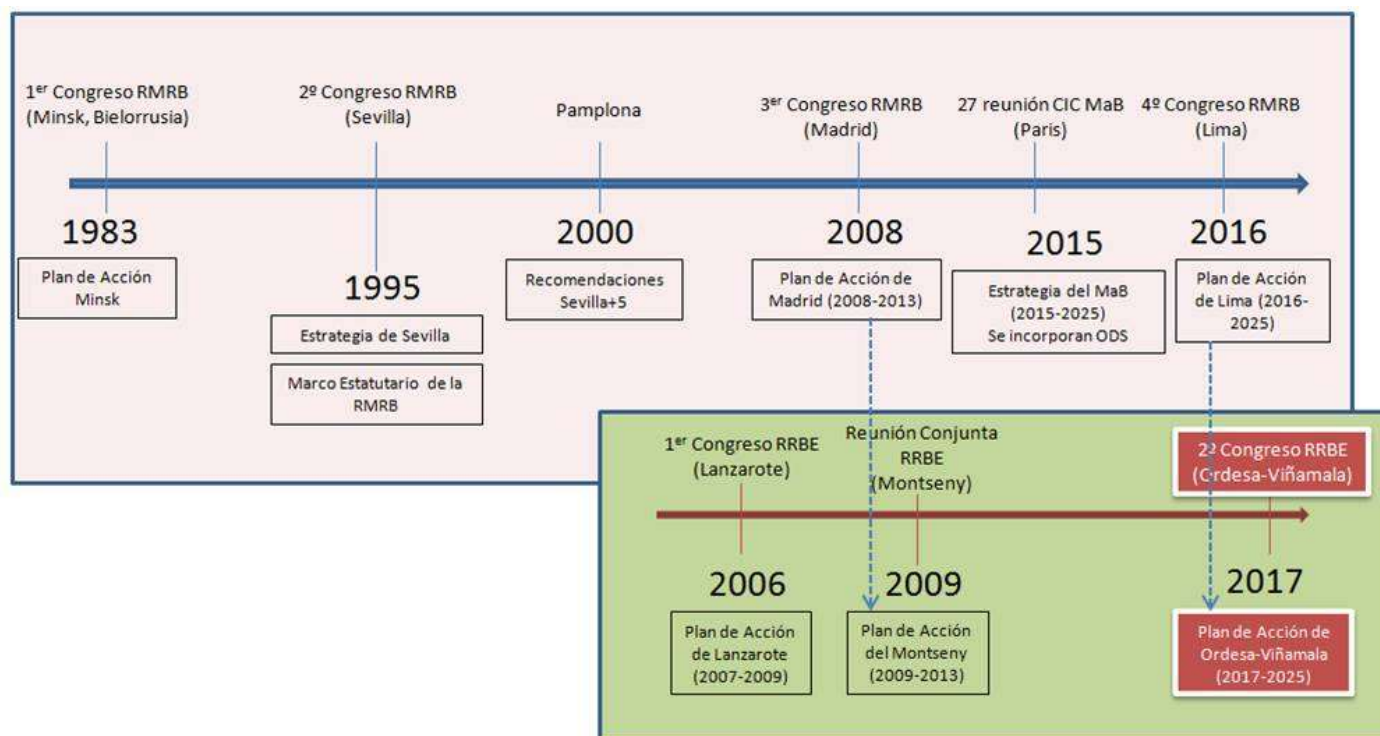 1er Congreso RMRB
(Minsk, Bielorrusia)
2º Congreso RMRB
(Sevilla)
Pamplona
3er Congreso RMRB
(Madrid)
27 reunión CIC MaB
(Paris)
4º Congreso RMRB
(Lima)
1983
Plan de Acción
Minsk
1995
Estrategia de Sevilla
Marco Estatutario de la
RMRB
2000
Recomendaciones
Sevilla+5
2008
Plan de Acción de
Madrid (2008-2013)
2015
Estrategia del MaB
(2015-2025)
Se incorporan ODS
2016
Plan de Acción
de Lima (2016-
2025)
1er Congreso RRBE
(Lanzarote)
Reunión Conjunta
RRBE
(Montseny)
2º Congreso RRBE
(Ordesa-Viñamala)
2006
Plan de Acción
de Lanzarote
(2007-2009)
2009
Plan de Acción
del Montseny
(2009-2013)
2017
Plan de Acción de
Ordesa-Viñamala
(2017-2025)